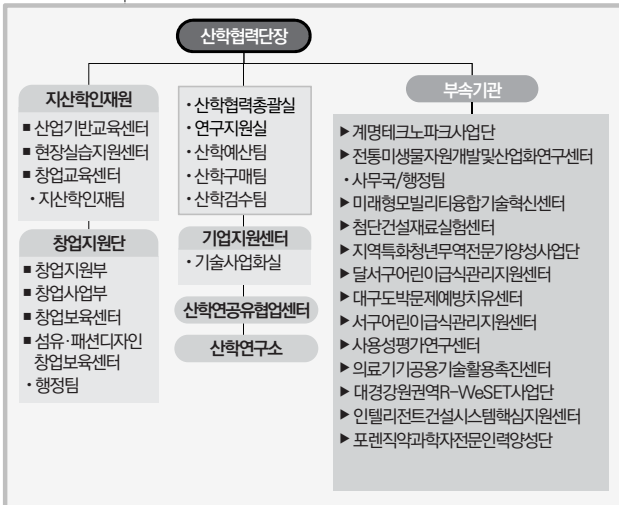 산학협력단장
지산학인재원
■ 산업기반교육센터
■ 현장실습지원센터
■ 창업교육센터
・지산학인재팀
창업지원단
■ 창업지원부
■ 창업사업부
■ 창업보육센터
■ 섬유·패션디자인
창업보육센터
・행정팀
・산학협력총괄실
・연구지원실
・산학예산팀
・산학구매팀
・산학검수팀
기업지원센터
・기술사업화실
산학연공유협업센터
산학연구소
부속기관
▶ 계명테크노파크사업단
▶ 전통미생물자원개발및산업화연구센터
・사무국/행정팀
▶ 미래형모빌리티융합기술혁신센터
▶ 첨단건설재료실험센터
▶ 지역특화청년무역전문가양성사업단
▶ 달서구어린이급식관리지원센터
▶ 대구도박문제예방치유센터
▶ 서구어린이급식관리지원센터
▶ 사용성평가연구센터
▶ 의료기기공용기술활용촉진센터
▶ 대경강원권역R-WeSET사업단
▶ 인텔리전트건설시스템핵심지원센터
▶ 포렌직약과학자전문인력양성단